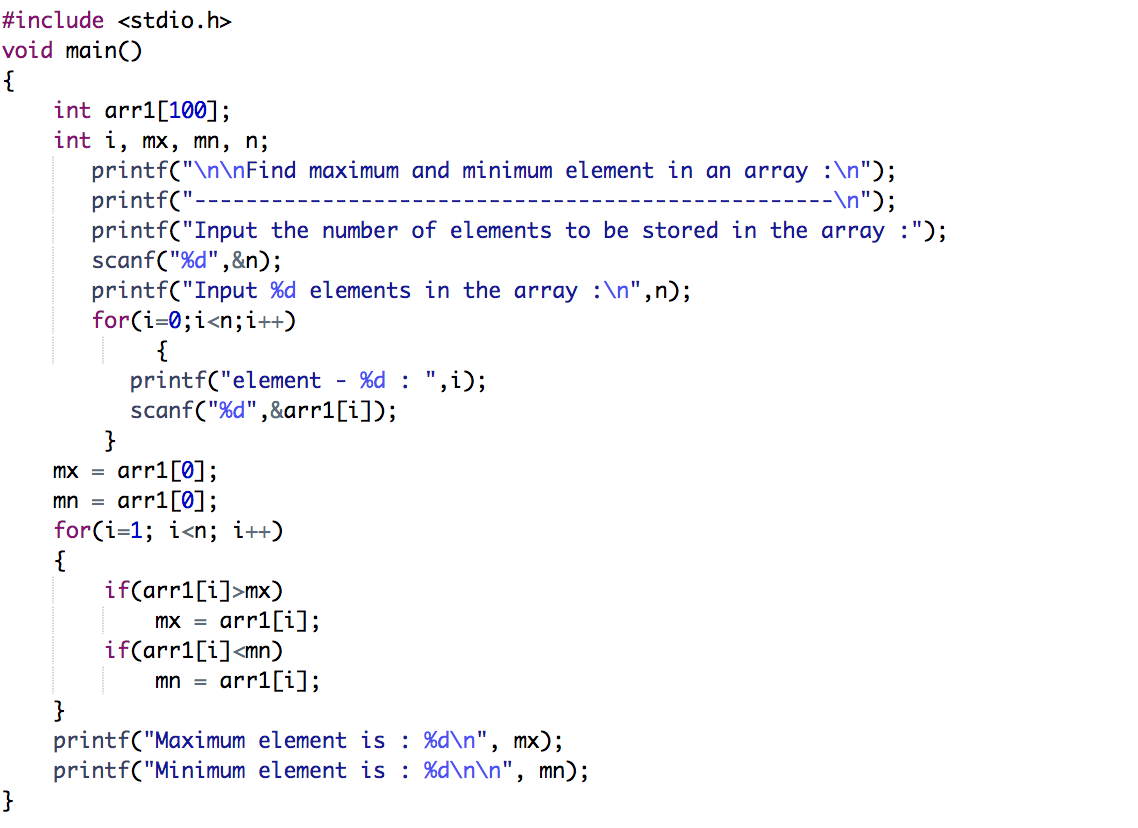 #include <stdio.h>
void main()
{
    int arr1[100];
    int i, mx, mn, n;
       printf("\n\nFind maximum and minimum element in an array :\n");
       printf("--------------------------------------------------\n");
       printf("Input the number of elements to be stored in the array :");
       scanf("%d",&n);
       printf("Input %d elements in the array :\n",n);
       for(i=0;i<n;i++)
            {
          printf("element - %d : ",i);
          scanf("%d",&arr1[i]);
        }
    mx = arr1[0];
    mn = arr1[0];
    for(i=1; i<n; i++)
    {
        if(arr1[i]>mx)
            mx = arr1[i];
        if(arr1[i]<mn)
            mn = arr1[i];
    }
    printf("Maximum element is : %d\n", mx);
    printf("Minimum element is : %d\n\n", mn);
}